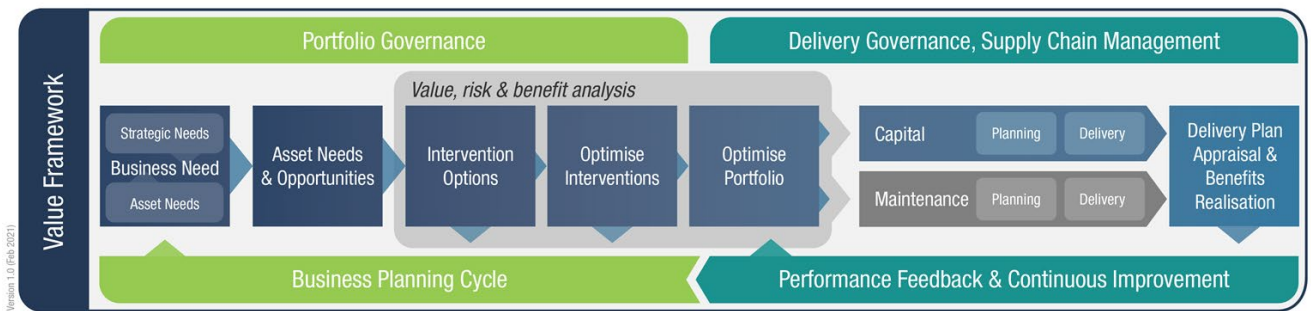 Portfolio Governance
Delivery Governance, Supply Chain Management
Value Framework
Value, risk & benefit analysis
Strategic Needs
Business Need
Asset Needs
Asset Needs
& Opportunities
Intervention
Options
Optimise
Interventions
Optimise
Portfolio
Capital
Planning
Delivery
Maintenance
Planning
Delivery
Delivery Plan
Appraisal &
Benefits
Realisation
Business Planning Cycle
Performance Feedback & Continuous Improvement
Version 1.0 (Feb 2021)